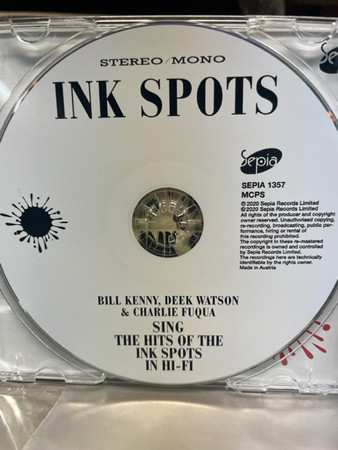 STEREO/MONO
INK SPOTS
Sepia
Sepia
SEPIA 1357
MCPS
℗ 2020 Sepia Records Limited
© 2020 Sepia Records Limited
All rights of the producer and copyright
owner reserved. Unauthorised copying,
re-recording, broadcasting, public per-
formance, hiring or rental of
this recording prohibited.
The copyright in these re-mastered
recordings is owned and controlled
by Sepia Records Limited.
The recordings here are technically
identifiable by the rights owner.
Made in Austria
BILL KENNY, DEEK WATSON
& CHARLIE FUQUA
SING
THE HITS OF THE
INK SPOTS
IN HI-FI